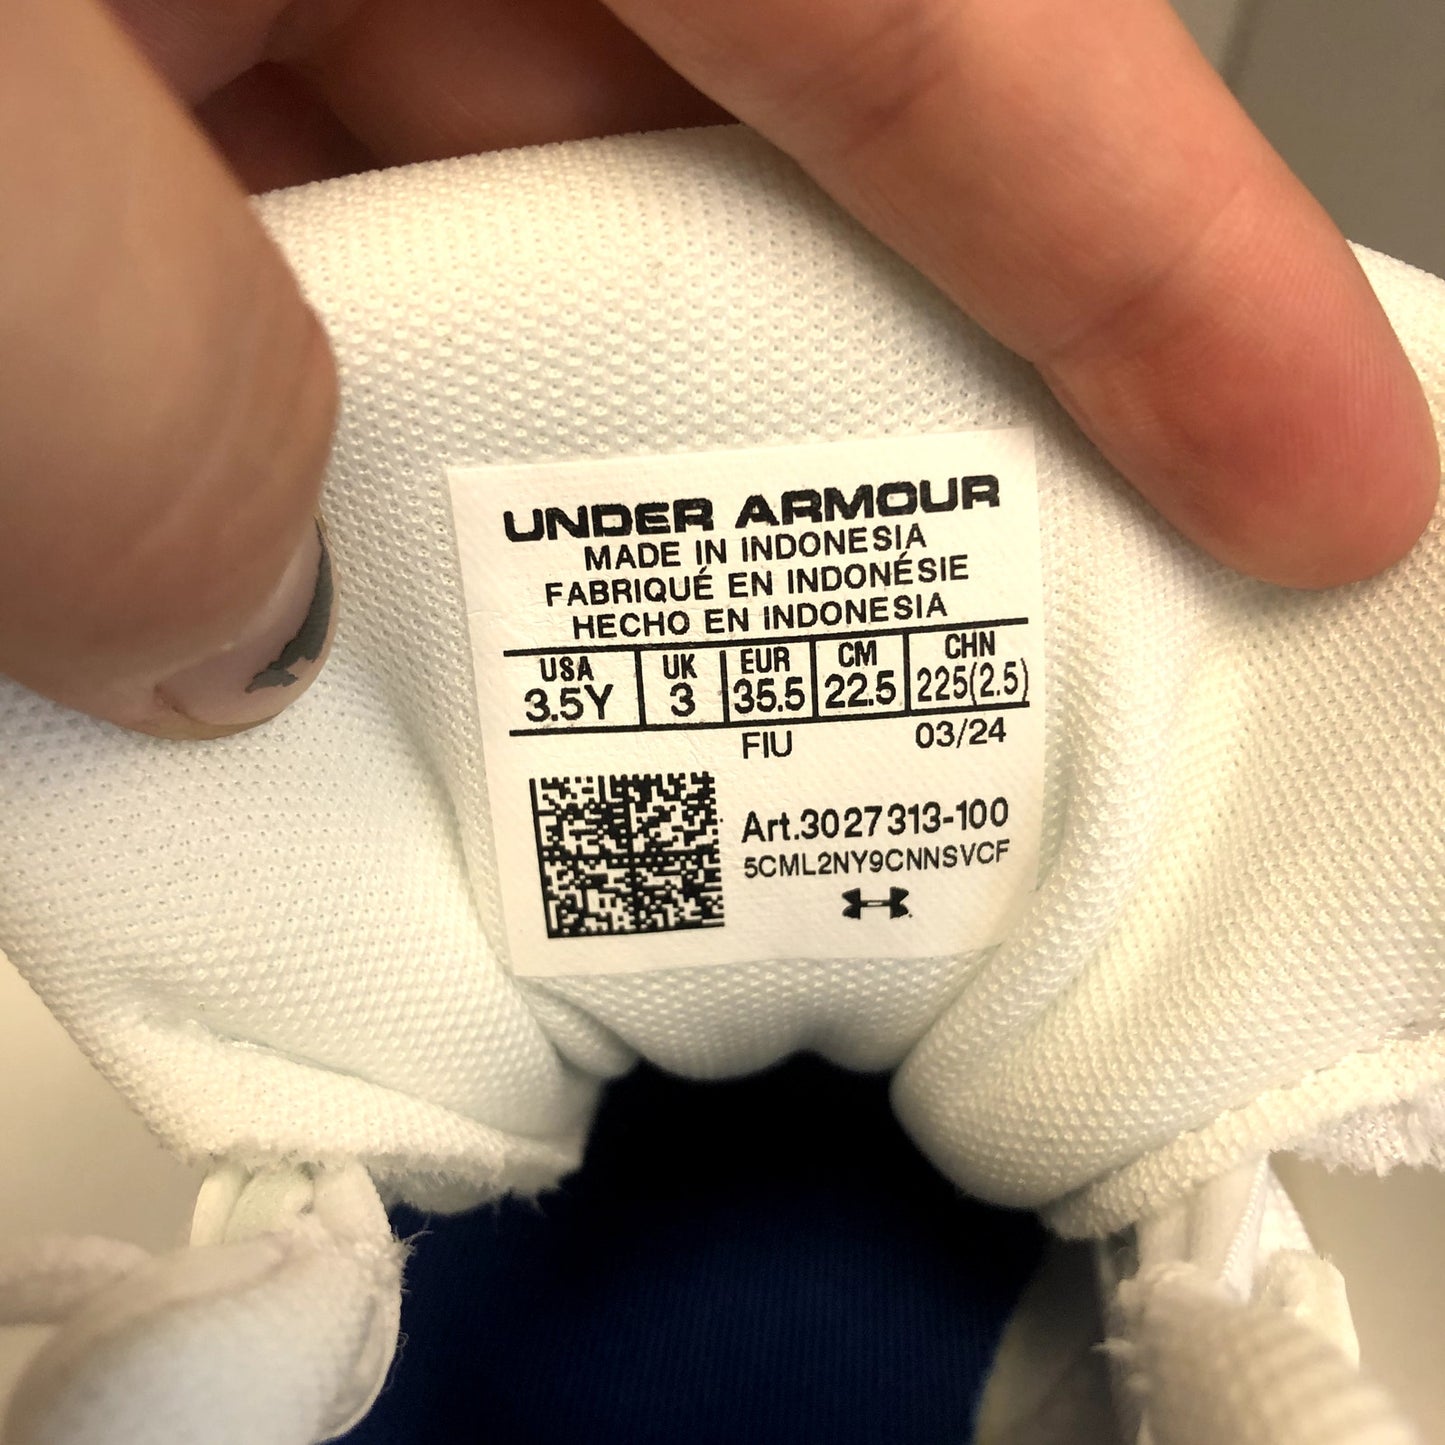 UNDER ARMOUR
MADE IN INDONESIA
FABRIQUÉ EN INDONÉSIE
HECHO EN INDONESIA
USA UK EUR CM CHN
3.5Y 3 35.5 22.5 225(2.5)
FIU 03/24
Art.3027313-100
5CML2NY9CNNSVCF